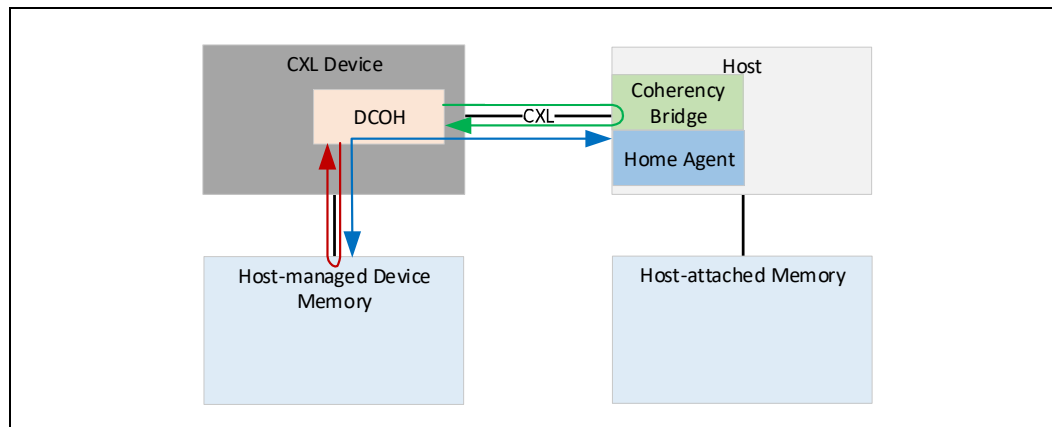 CXL Device
DCOH
CXL
Host
Coherency
Bridge
Home Agent
Host-managed Device
Memory
Host-attached Memory